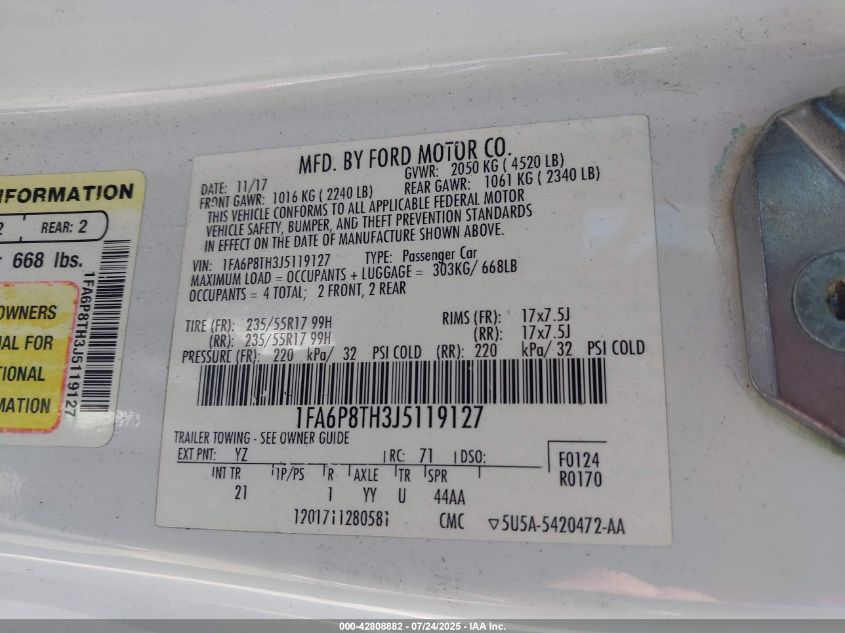 NFORMATION
2 REAR: 2
668 lbs.
1FA6P8TH3J5119127
OWNERS
AL FOR
TIONAL
MATION
MFD. BY FORD MOTOR CO.
DATE: 11/17 GVWR: 2050 KG ( 4520 LB)
FRONT GAWR: 1016 KG ( 2240 LB) REAR GAWR: 1061 KG ( 2340 LB)
THIS VEHICLE CONFORMS TO ALL APPLICABLE FEDERAL MOTOR
VEHICLE SAFETY, BUMPER, AND THEFT PREVENTION STANDARDS
IN EFFECT ON THE DATE OF MANUFACTURE SHOWN ABOVE.
VIN: 1FA6P8TH3J5119127 TYPE: Passenger Car
MAXIMUM LOAD = OCCUPANTS + LUGGAGE = 303KG/ 668LB
OCCUPANTS = 4 TOTAL; 2 FRONT, 2 REAR
TIRE (FR): 235/55R17 99H RIMS (FR): 17x7.5J
(RR): 235/55R17 99H (RR): 17x7.5J
PRESSURE (FR): 220 kPa/ 32 PSI COLD (RR): 220 kPa/ 32 PSI COLD
1FA6P8TH3J5119127
TRAILER TOWING - SEE OWNER GUIDE
EXT PNT: YZ RC: 71 DSO: F0124
INT TR TP/PS R AXLE TR SPR R0170
21 1 YY U 44AA
CMC 5U5A-5420472-AA
000-42808882 - 07/24/2025 - IAA Inc.